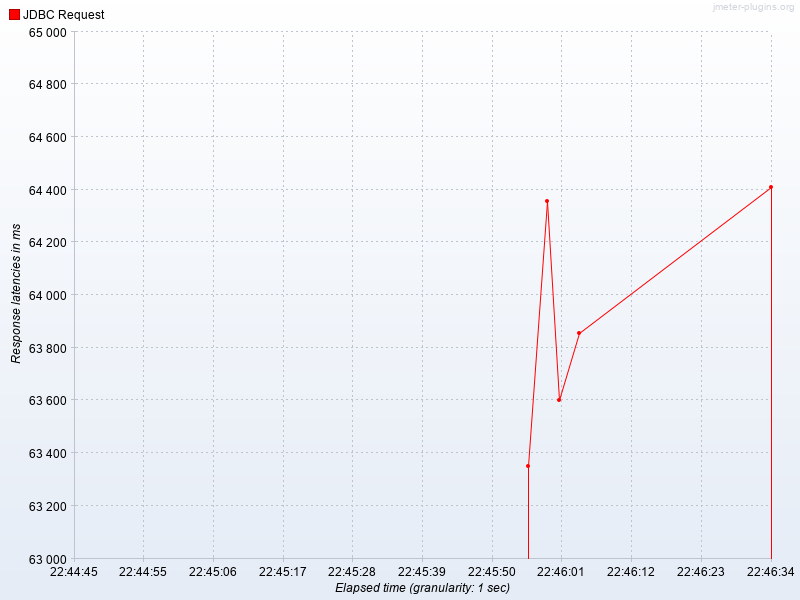 jmeter-plugins.org
JDBC Request
65 000
64 800
64 600
64 400
64 200
64 000
63 800
63 600
63 400
63 200
63 000
Response latencies in ms
22:44:45 22:44:55 22:45:06 22:45:17 22:45:28 22:45:39 22:45:50 22:46:01 22:46:12 22:46:23 22:46:34
Elapsed time (granularity: 1 sec)